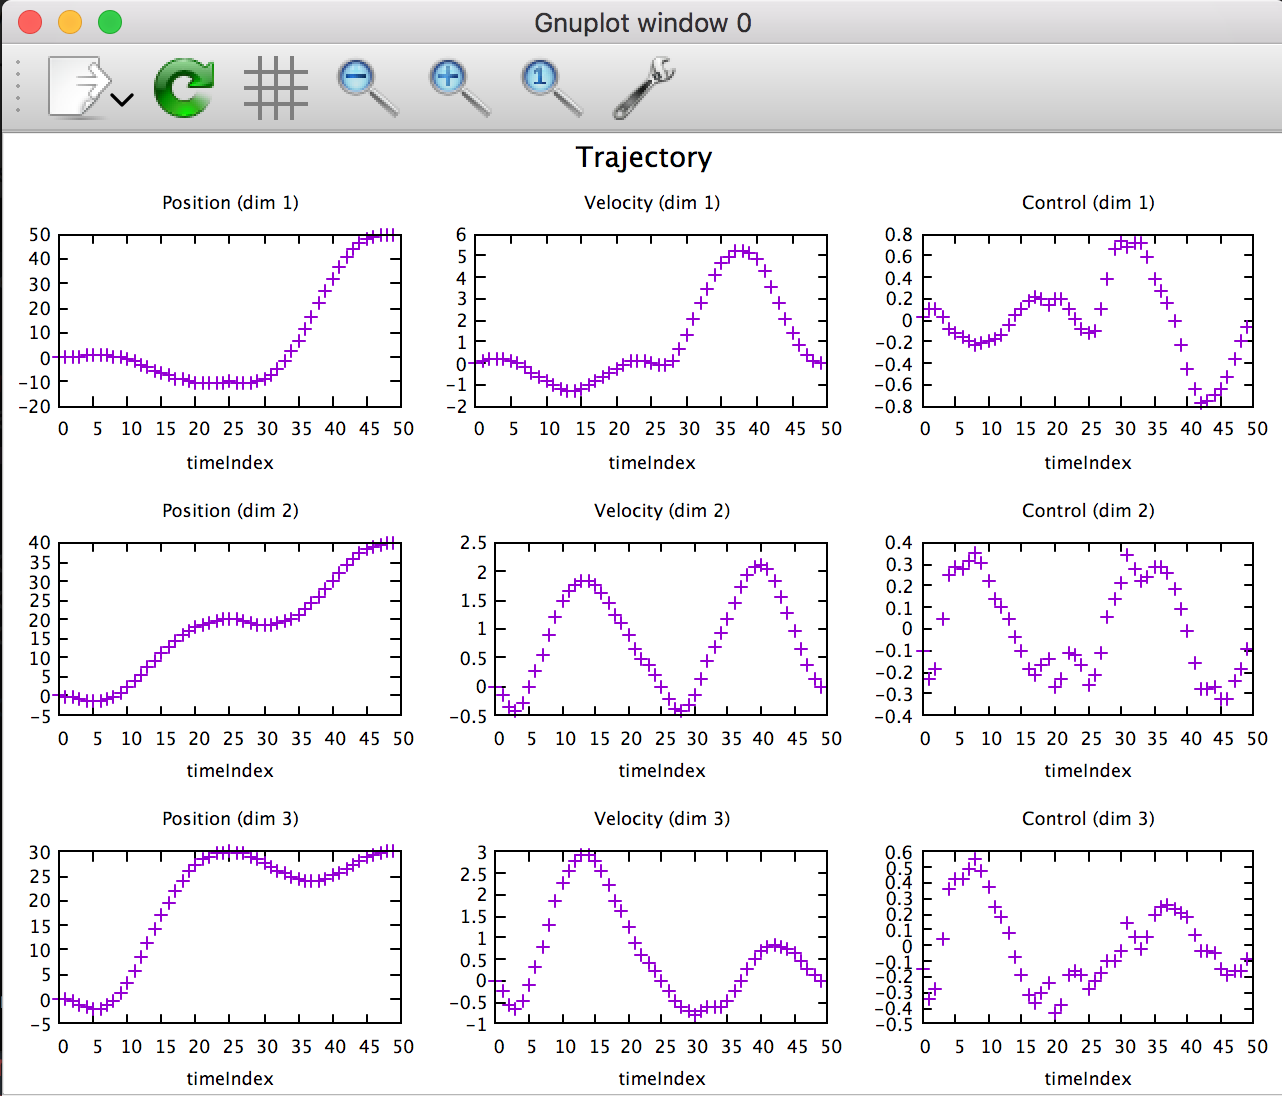 Gnuplot window 0
1
Trajectory
Position (dim 1) Velocity (dim 1) Control (dim 1)
50 6 0.8
40 5 0.6
30 4 0.4
20 3 0.2
10 2 0
0 1 −0.2
−10 0 −0.4
−20 −1 −0.6
−2 −0.8
0 5 10 15 20 25 30 35 40 45 50 0 5 10 15 20 25 30 35 40 45 50 0 5 10 15 20 25 30 35 40 45 50
timeIndex timeIndex timeIndex
Position (dim 2) Velocity (dim 2) Control (dim 2)
40 2.5 0.4
35 2 0.3
30 1.5 0.2
25 1 0.1
20 0.5 0
15 0 −0.1
10 −0.5 −0.2
5 −0.3
0 −0.4
−5
0 5 10 15 20 25 30 35 40 45 50 0 5 10 15 20 25 30 35 40 45 50 0 5 10 15 20 25 30 35 40 45 50
timeIndex timeIndex timeIndex
Position (dim 3) Velocity (dim 3) Control (dim 3)
30 3 0.6
25 2.5 0.5
20 2 0.4
15 1.5 0.3
10 1 0.2
5 0.5 0.1
0 0 0
−5 −0.5 −0.1
−1 −0.2
−0.3
−0.4
−0.5
0 5 10 15 20 25 30 35 40 45 50 0 5 10 15 20 25 30 35 40 45 50 0 5 10 15 20 25 30 35 40 45 50
timeIndex timeIndex timeIndex